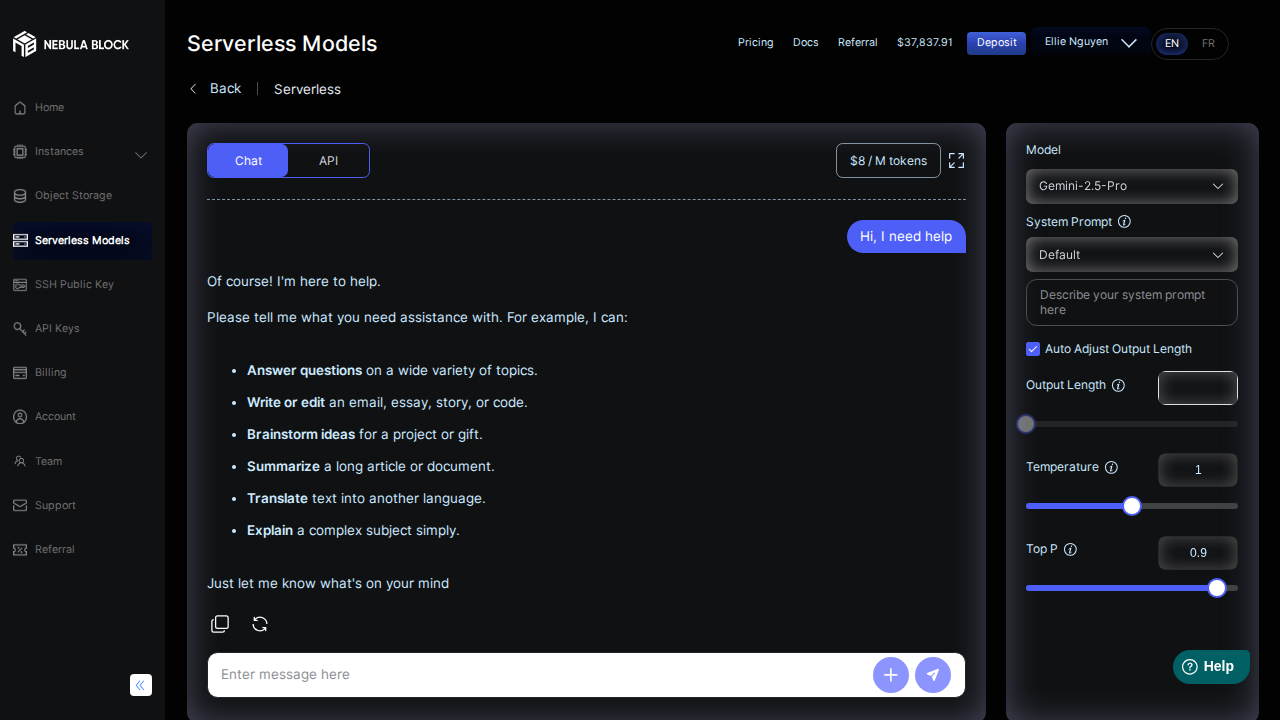 NEBULA BLOCK
Home
Instances
Object Storage
Serverless Models
SSH Public Key
API Keys
Billing
Account
Team
Support
Referral
Serverless Models
Pricing
Docs
Referral
$37,837.91
Deposit
Ellie Nguyen
EN
FR
Back
Serverless
Chat
API
$8 / M tokens
Hi, I need help
Of course! I'm here to help.
Please tell me what you need assistance with. For example, I can:
• Answer questions on a wide variety of topics.
• Write or edit an email, essay, story, or code.
• Brainstorm ideas for a project or gift.
• Summarize a long article or document.
• Translate text into another language.
• Explain a complex subject simply.
Just let me know what's on your mind
Enter message here
Model
Gemini-2.5-Pro
System Prompt
Default
Describe your system prompt
here
Auto Adjust Output Length
Output Length
Temperature
1
Top P
0.9
Help